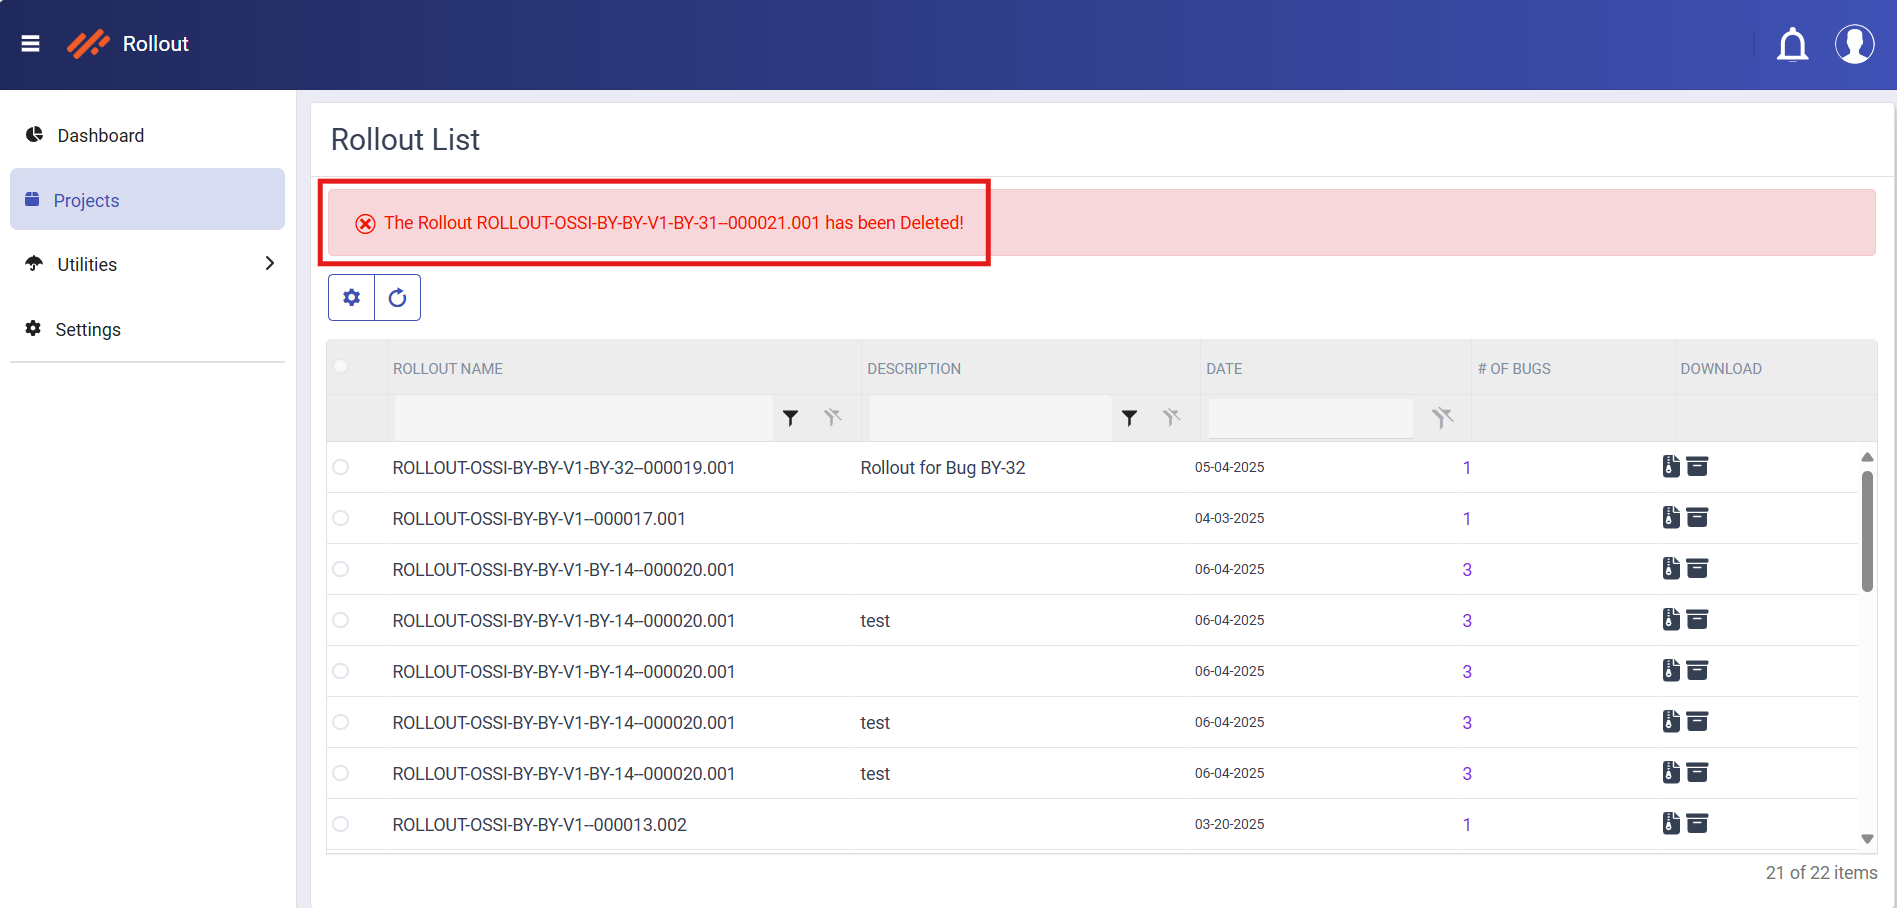 Rollout
Dashboard
Projects
Utilities
Settings
Rollout List
The Rollout ROLLOUT-OSSI-BY-BY-V1-BY-31--000021.001 has been Deleted!
ROLLOUT NAME DESCRIPTION DATE # OF BUGS DOWNLOAD
ROLLOUT-OSSI-BY-BY-V1-BY-32--000019.001 Rollout for Bug BY-32 05-04-2025 1
ROLLOUT-OSSI-BY-BY-V1--000017.001 04-03-2025 1
ROLLOUT-OSSI-BY-BY-V1-BY-14--000020.001 06-04-2025 3
ROLLOUT-OSSI-BY-BY-V1-BY-14--000020.001 test 06-04-2025 3
ROLLOUT-OSSI-BY-BY-V1-BY-14--000020.001 06-04-2025 3
ROLLOUT-OSSI-BY-BY-V1-BY-14--000020.001 test 06-04-2025 3
ROLLOUT-OSSI-BY-BY-V1-BY-14--000020.001 test 06-04-2025 3
ROLLOUT-OSSI-BY-BY-V1--000013.002 03-20-2025 1
21 of 22 items